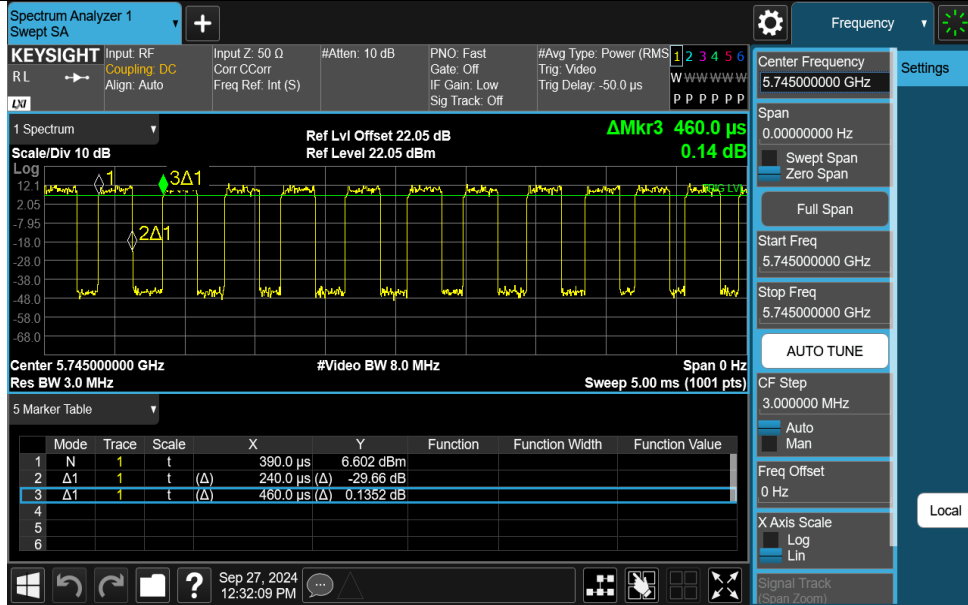 Spectrum Analyzer 1
Swept SA
+
Frequency
KEYSIGHT
R L
LXI
Input: RF
Coupling: DC
Align: Auto
Input Z: 50 Ω
Corr CCorr
Freq Ref: Int (S)
#Atten: 10 dB
PNO: Fast
Gate: Off
IF Gain: Low
Sig Track: Off
#Avg Type: Power (RMS
Trig: Video
Trig Delay: -50.0 µs
1 2 3 4 5 6
W W W W W W
P P P P P P
1 Spectrum
Scale/Div 10 dB
Ref Lvl Offset 22.05 dB
Ref Level 22.05 dBm
ΔMkr3 460.0 µs
0.14 dB
Log
12.1
2.05
-7.95
-18.0
-28.0
-38.0
-48.0
-58.0
-68.0
1
3Δ1
2Δ1
TRIG LVL
Center 5.745000000 GHz
Res BW 3.0 MHz
#Video BW 8.0 MHz
Span 0 Hz
Sweep 5.00 ms (1001 pts)
5 Marker Table
Mode Trace Scale X Y Function Function Width Function Value
1 N 1 t 390.0 µs 6.602 dBm
2 Δ1 1 t (Δ) 240.0 µs (Δ) -29.66 dB
3 Δ1 1 t (Δ) 460.0 µs (Δ) 0.1352 dB
4
5
6
Sep 27, 2024
12:32:09 PM
?
Center Frequency
5.745000000 GHz
Settings
Span
0.00000000 Hz
Swept Span
Zero Span
Full Span
Start Freq
5.745000000 GHz
Stop Freq
5.745000000 GHz
AUTO TUNE
CF Step
3.000000 MHz
Auto
Man
Freq Offset
0 Hz
Local
X Axis Scale
Log
Lin
Signal Track
(Span Zoom)